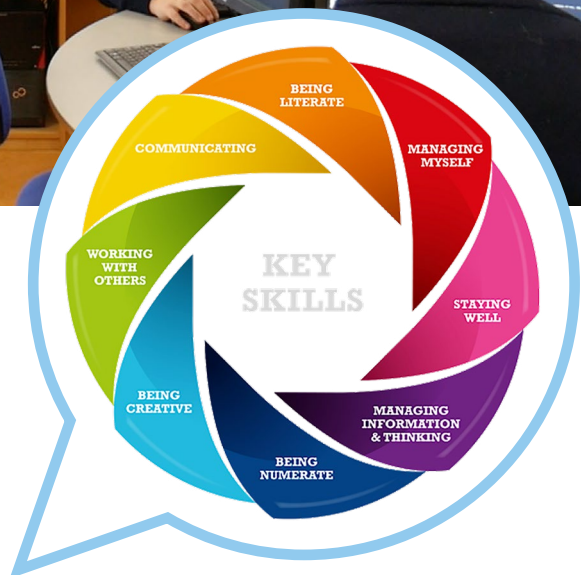 BEING
LITERATE
MANAGING
MYSELF
STAYING
WELL
MANAGING
INFORMATION
& THINKING
BEING
NUMERATE
BEING
CREATIVE
WORKING
WITH
OTHERS
COMMUNICATING
KEY
SKILLS